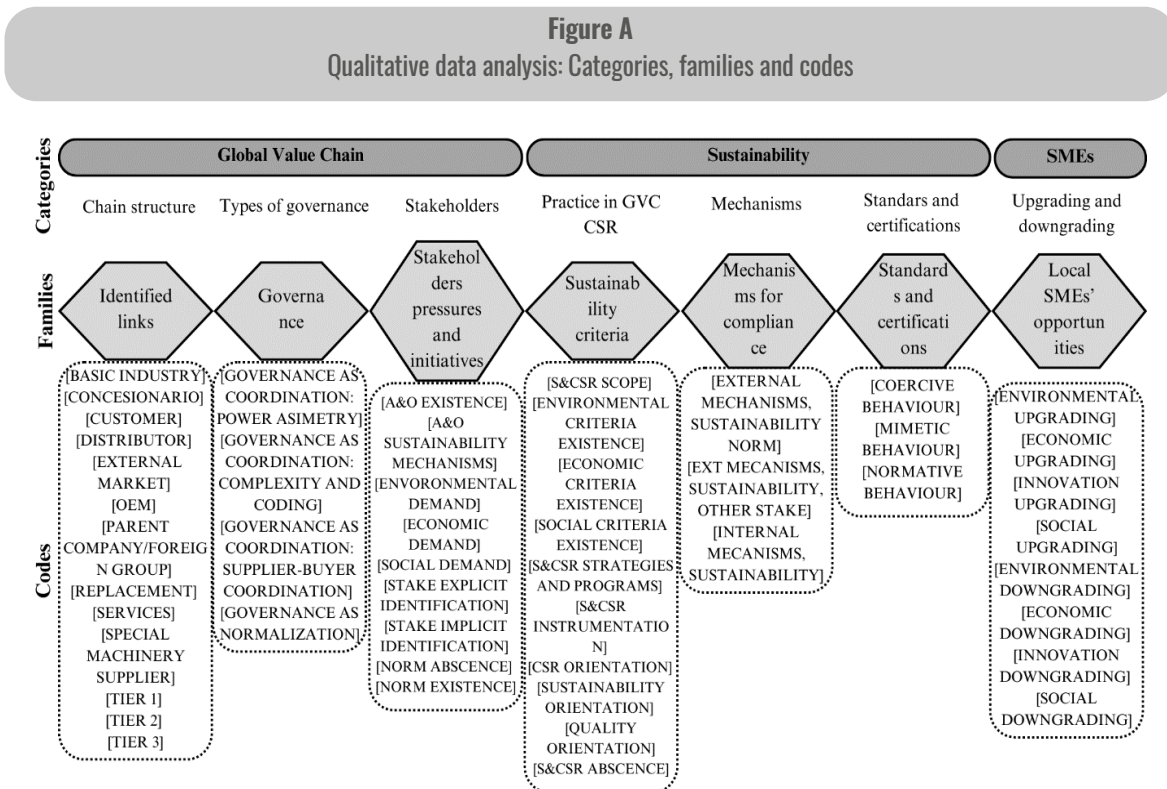 Figure A
Qualitative data analysis: Categories, families and codes
Categories
Global Value Chain
Sustainability
SMEs
Chain structure
Types of governance
Stakeholders
Practice in GVC
CSR
Mechanisms
Standars and
certifications
Upgrading and
downgrading
Families
Identified
links
Governa
nce
Stakehol
ders
pressures
and
initiatives
Sustainab
ility
criteria
Mechanis
ms for
complian
ce
Standard
s and
certificati
ons
Local
SMEs'
opportun
ities
Codes
[BASIC INDUSTRY]
[CONCESIONARIO]
[CUSTOMER]
[DISTRIBUTOR]
[EXTERNAL
MARKET]
[OEM]
[PARENT
COMPANY/FOREIG
N GROUP]
[REPLACEMENT]
[SERVICES]
[SPECIAL
MACHINERY
SUPPLIER]
[TIER 1]
[TIER 2]
[TIER 3]
[GOVERNANCE AS
COORDINATION:
POWER ASIMETRY]
[GOVERNANCE AS
COORDINATION:
COMPLEXITY AND
CODING]
[GOVERNANCE AS
COORDINATION:
SUPPLIER-BUYER
COORDINATION]
[GOVERNANCE AS
NORMALIZATION]
[A&O EXISTENCE]
[A&O
SUSTAINABILITY
MECHANISMS]
[ENVORONMENTAL
DEMAND]
[ECONOMIC
DEMAND]
[SOCIAL DEMAND]
[STAKE EXPLICIT
IDENTIFICATION]
[STAKE IMPLICIT
IDENTIFICATION]
[NORM ABSCENCE]
[NORM EXISTENCE]
[S&CSR SCOPE]
[ENVIRONMENTAL
CRITERIA
EXISTENCE]
[ECONOMIC
CRITERIA
EXISTENCE]
[SOCIAL CRITERIA
EXISTENCE]
[S&CSR STRATEGIES
AND PROGRAMS]
[S&CSR
INSTRUMENTATIO
N]
[CSR ORIENTATION]
[SUSTAINABILITY
ORIENTATION]
[QUALITY
ORIENTATION]
[S&CSR ABSCENCE]
[EXTERNAL
MECHANISMS,
SUSTAINABILITY
NORM]
[EXT MECANISMS,
SUSTAINABILITY,
OTHER STAKE]
[INTERNAL
MECHANISMS,
SUSTAINABILITY]
[COERCIVE
BEHAVIOUR]
[MIMETIC
BEHAVIOUR]
[NORMATIVE
BEHAVIOUR]
[ENVIRONMENTAL
UPGRADING]
[ECONOMIC
UPGRADING]
[INNOVATION
UPGRADING]
[SOCIAL
UPGRADING]
[ENVIRONMENTAL
DOWNGRADING]
[ECONOMIC
DOWNGRADING]
[INNOVATION
DOWNGRADING]
[SOCIAL
DOWNGRADING]